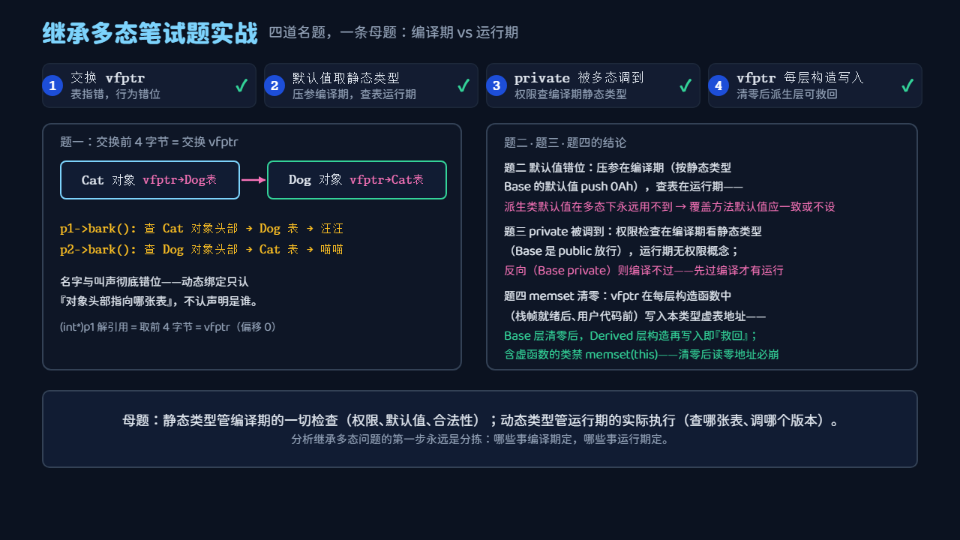 继承多态笔试题实战 四道名题，一条母题：编译期 vs 运行期
1 交换 vfptr ✓
表指错，行为错位
2 默认值取静态类型 ✓
压参编译期，查表运行期
3 private 被多态调到 ✓
权限查编译期静态类型
4 vfptr 每层构造写入 ✓
清零后派生层可救回
题一：交换前 4 字节 = 交换 vfptr
Cat 对象 vfptr→Dog表
Dog 对象 vfptr→Cat表
p1->bark(): 查 Cat 对象头部 → Dog 表 → 汪汪
p2->bark(): 查 Dog 对象头部 → Cat 表 → 喵喵
名字与叫声彻底错位——动态绑定只认
『对象头部指向哪张表』，不认声明是谁。
(int*)p1 解引用 = 取前 4 字节 = vfptr（偏移 0）
题二 · 题三 · 题四的结论
题二 默认值错位：压参在编译期（按静态类型
Base 的默认值 push 0Ah），查表在运行期——
派生类默认值在多态下永远用不到 → 覆盖方法默认值应一致或不设
题三 private 被调到：权限检查在编译期看静态类型
（Base 是 public 放行），运行期无权限概念；
反向（Base private）则编译不过——先过编译才有运行
题四 memset 清零：vfptr 在每层构造函数中
（栈帧就绪后、用户代码前）写入本类型虚表地址——
Base 层清零后，Derived 层构造再写入即『救回』；
含虚函数的类禁 memset(this)——清零后读零地址必崩
母题：静态类型管编译期的一切检查（权限、默认值、合法性）；动态类型管运行期的实际执行（查哪张表、调哪个版本）。
分析继承多态问题的第一步永远是分拣：哪些事编译期定，哪些事运行期定。